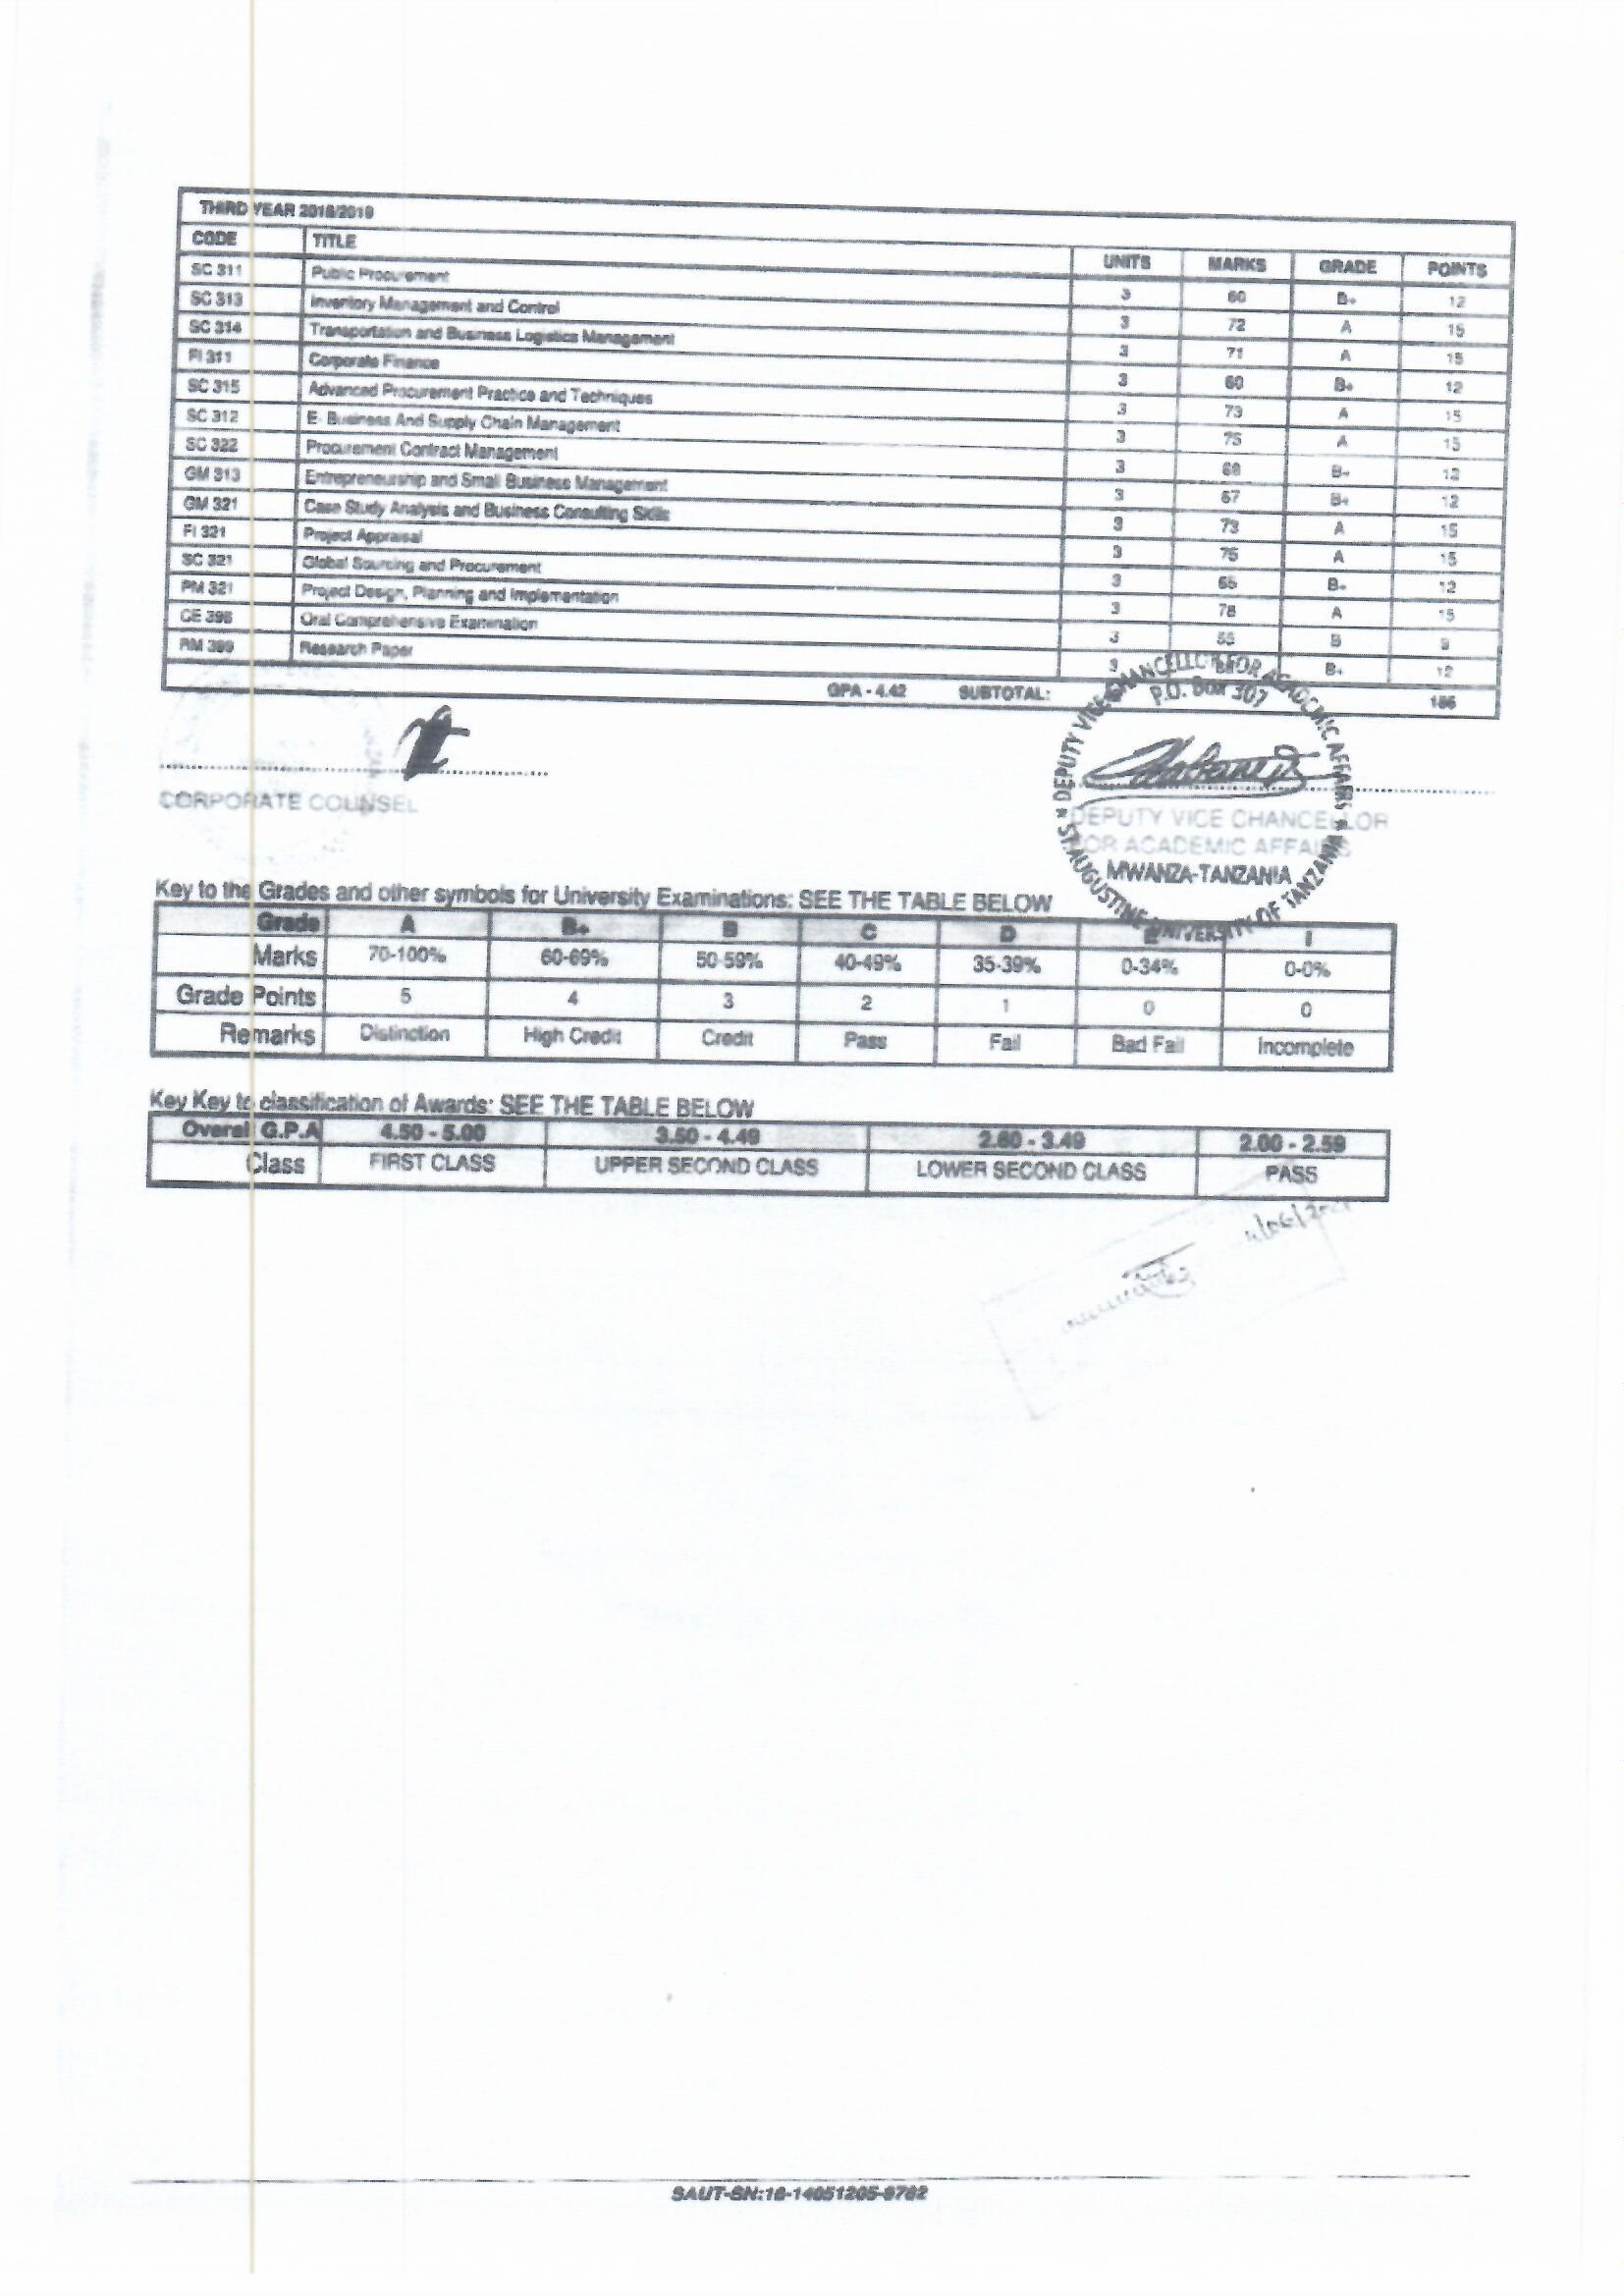 THIRD YEAR 2018/2019
CODE TITLE UNITS MARKS GRADE POINTS
SC 311 Public Procurement 3 60 B+ 12
SC 313 Inventory Management and Control 3 72 A 15
SC 314 Transportation and Business Logistics Management 3 71 A 15
FI 311 Corporate Finance 3 60 B+ 12
SC 315 Advanced Procurement Practice and Techniques 3 73 A 15
SC 312 E- Business And Supply Chain Management 3 75 A 15
SC 322 Procurement Contract Management 3 68 B+ 12
GM 313 Entrepreneurship and Small Business Management 3 67 B+ 12
GM 321 Case Study Analysis and Business Consulting Skills 3 73 A 15
FI 321 Project Appraisal 3 75 A 15
SC 321 Global Sourcing and Procurement 3 65 B+ 12
PM 321 Project Design, Planning and Implementation 3 78 A 15
CE 398 Oral Comprehensive Examination 3 55 B 9
RM 399 Research Paper 3 B+ 12
GPA - 4.42 SUBTOTAL: 186
DEPUTY VICE CHANCELLOR FOR ACADEMIC AFFAIRS
P.O. Box 307
CORPORATE COUNSEL
DEPUTY VICE CHANCELLOR
FOR ACADEMIC AFFAIRS
MWANZA-TANZANIA
* ST. AUGUSTINE UNIVERSITY OF TANZANIA *
Key to the Grades and other symbols for University Examinations: SEE THE TABLE BELOW
Grade A B+ B C D E I
Marks 70-100% 60-69% 50-59% 40-49% 35-39% 0-34% 0-0%
Grade Points 5 4 3 2 1 0 0
Remarks Distinction High Credit Credit Pass Fail Bad Fail Incomplete
Key Key to classification of Awards: SEE THE TABLE BELOW
Overall G.P.A 4.50 - 5.00 3.50 - 4.49 2.60 - 3.49 2.00 - 2.59
Class FIRST CLASS UPPER SECOND CLASS LOWER SECOND CLASS PASS
SAUT-SN:18-14051205-9782